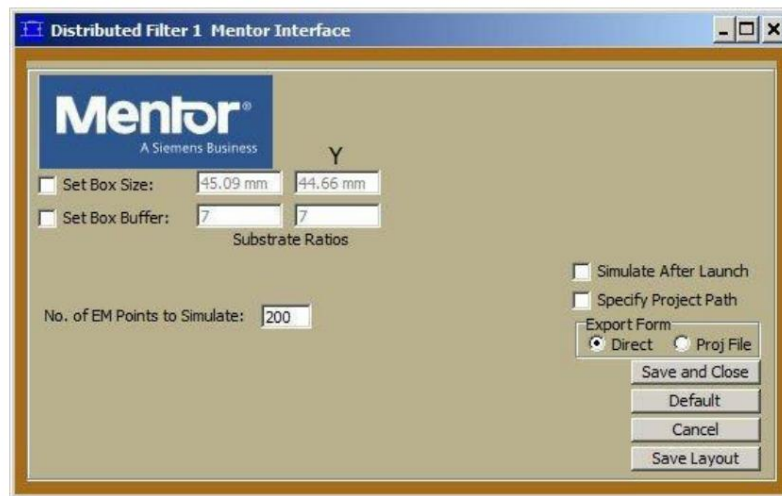 Distributed Filter 1 Mentor Interface
Mentor®
A Siemens Business
Y
Set Box Size: 45.09 mm 44.66 mm
Set Box Buffer: 7 7
Substrate Ratios
Simulate After Launch
Specify Project Path
No. of EM Points to Simulate: 200
Export Form
Direct Proj File
Save and Close
Default
Cancel
Save Layout